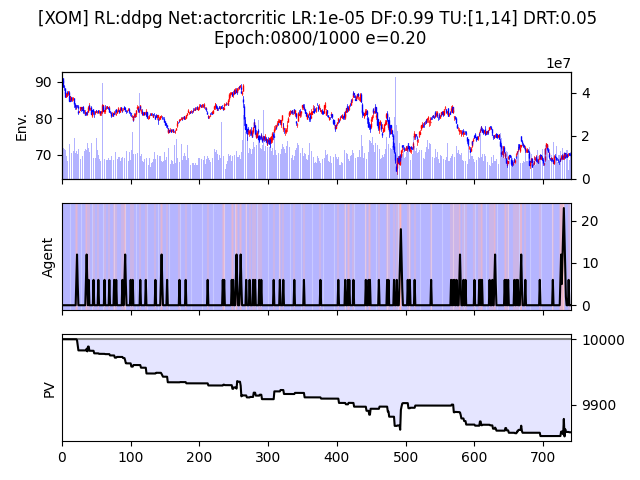 [XOM] RL:ddpg Net:actorcritic LR:1e-05 DF:0.99 TU:[1,14] DRT:0.05
Epoch:0800/1000 e=0.20
1e7
Env.
90
80
70
4
2
0
Agent
20
10
0
PV
10000
9900
0 100 200 300 400 500 600 700